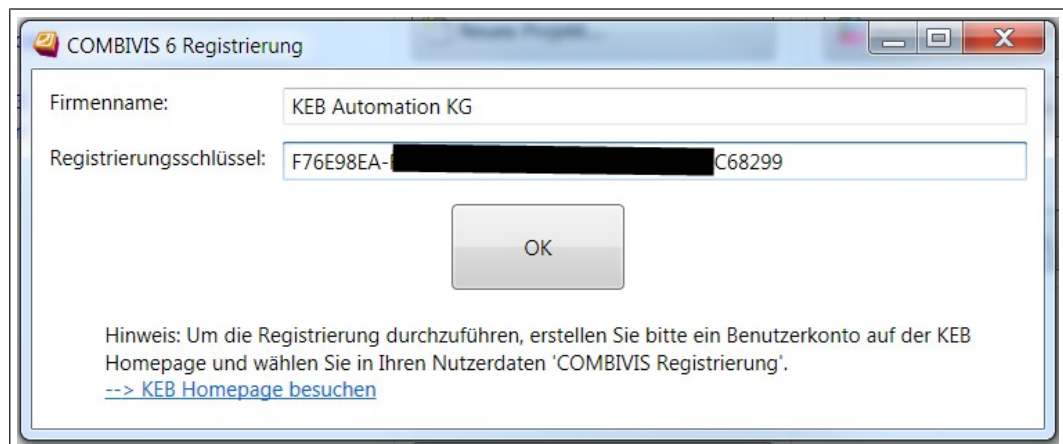 COMBIVIS 6 Registrierung
Firmenname:
KEB Automation KG
Registrierungsschlüssel:
F76E98EA- C68299
OK
Hinweis: Um die Registrierung durchzuführen, erstellen Sie bitte ein Benutzerkonto auf der KEB
Homepage und wählen Sie in Ihren Nutzerdaten 'COMBIVIS Registrierung'.
--> KEB Homepage besuchen